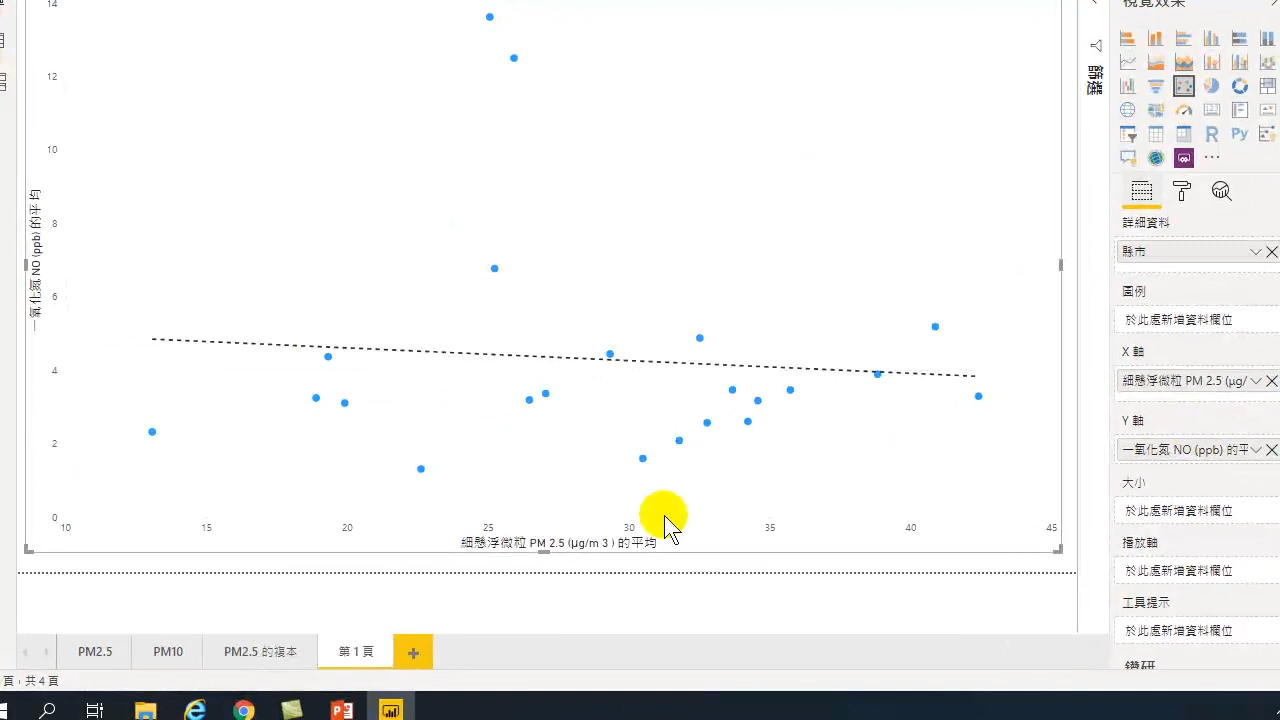 視覺效果
14
12
10
8
6
4
2
0
一氧化氮 NO (ppb) 的平均
10 15 20 25 30 35 40 45
細懸浮微粒 PM 2.5 (μg/m 3 ) 的平均
篩選
R Py
123
詳細資料
縣市
圖例
於此處新增資料欄位
X 軸
細懸浮微粒 PM 2.5 (μg/
Y 軸
一氧化氮 NO (ppb) 的平
大小
於此處新增資料欄位
播放軸
於此處新增資料欄位
工具提示
於此處新增資料欄位
鑽研
PM2.5 PM10 PM2.5 的複本 第 1 頁
頁，共 4 頁